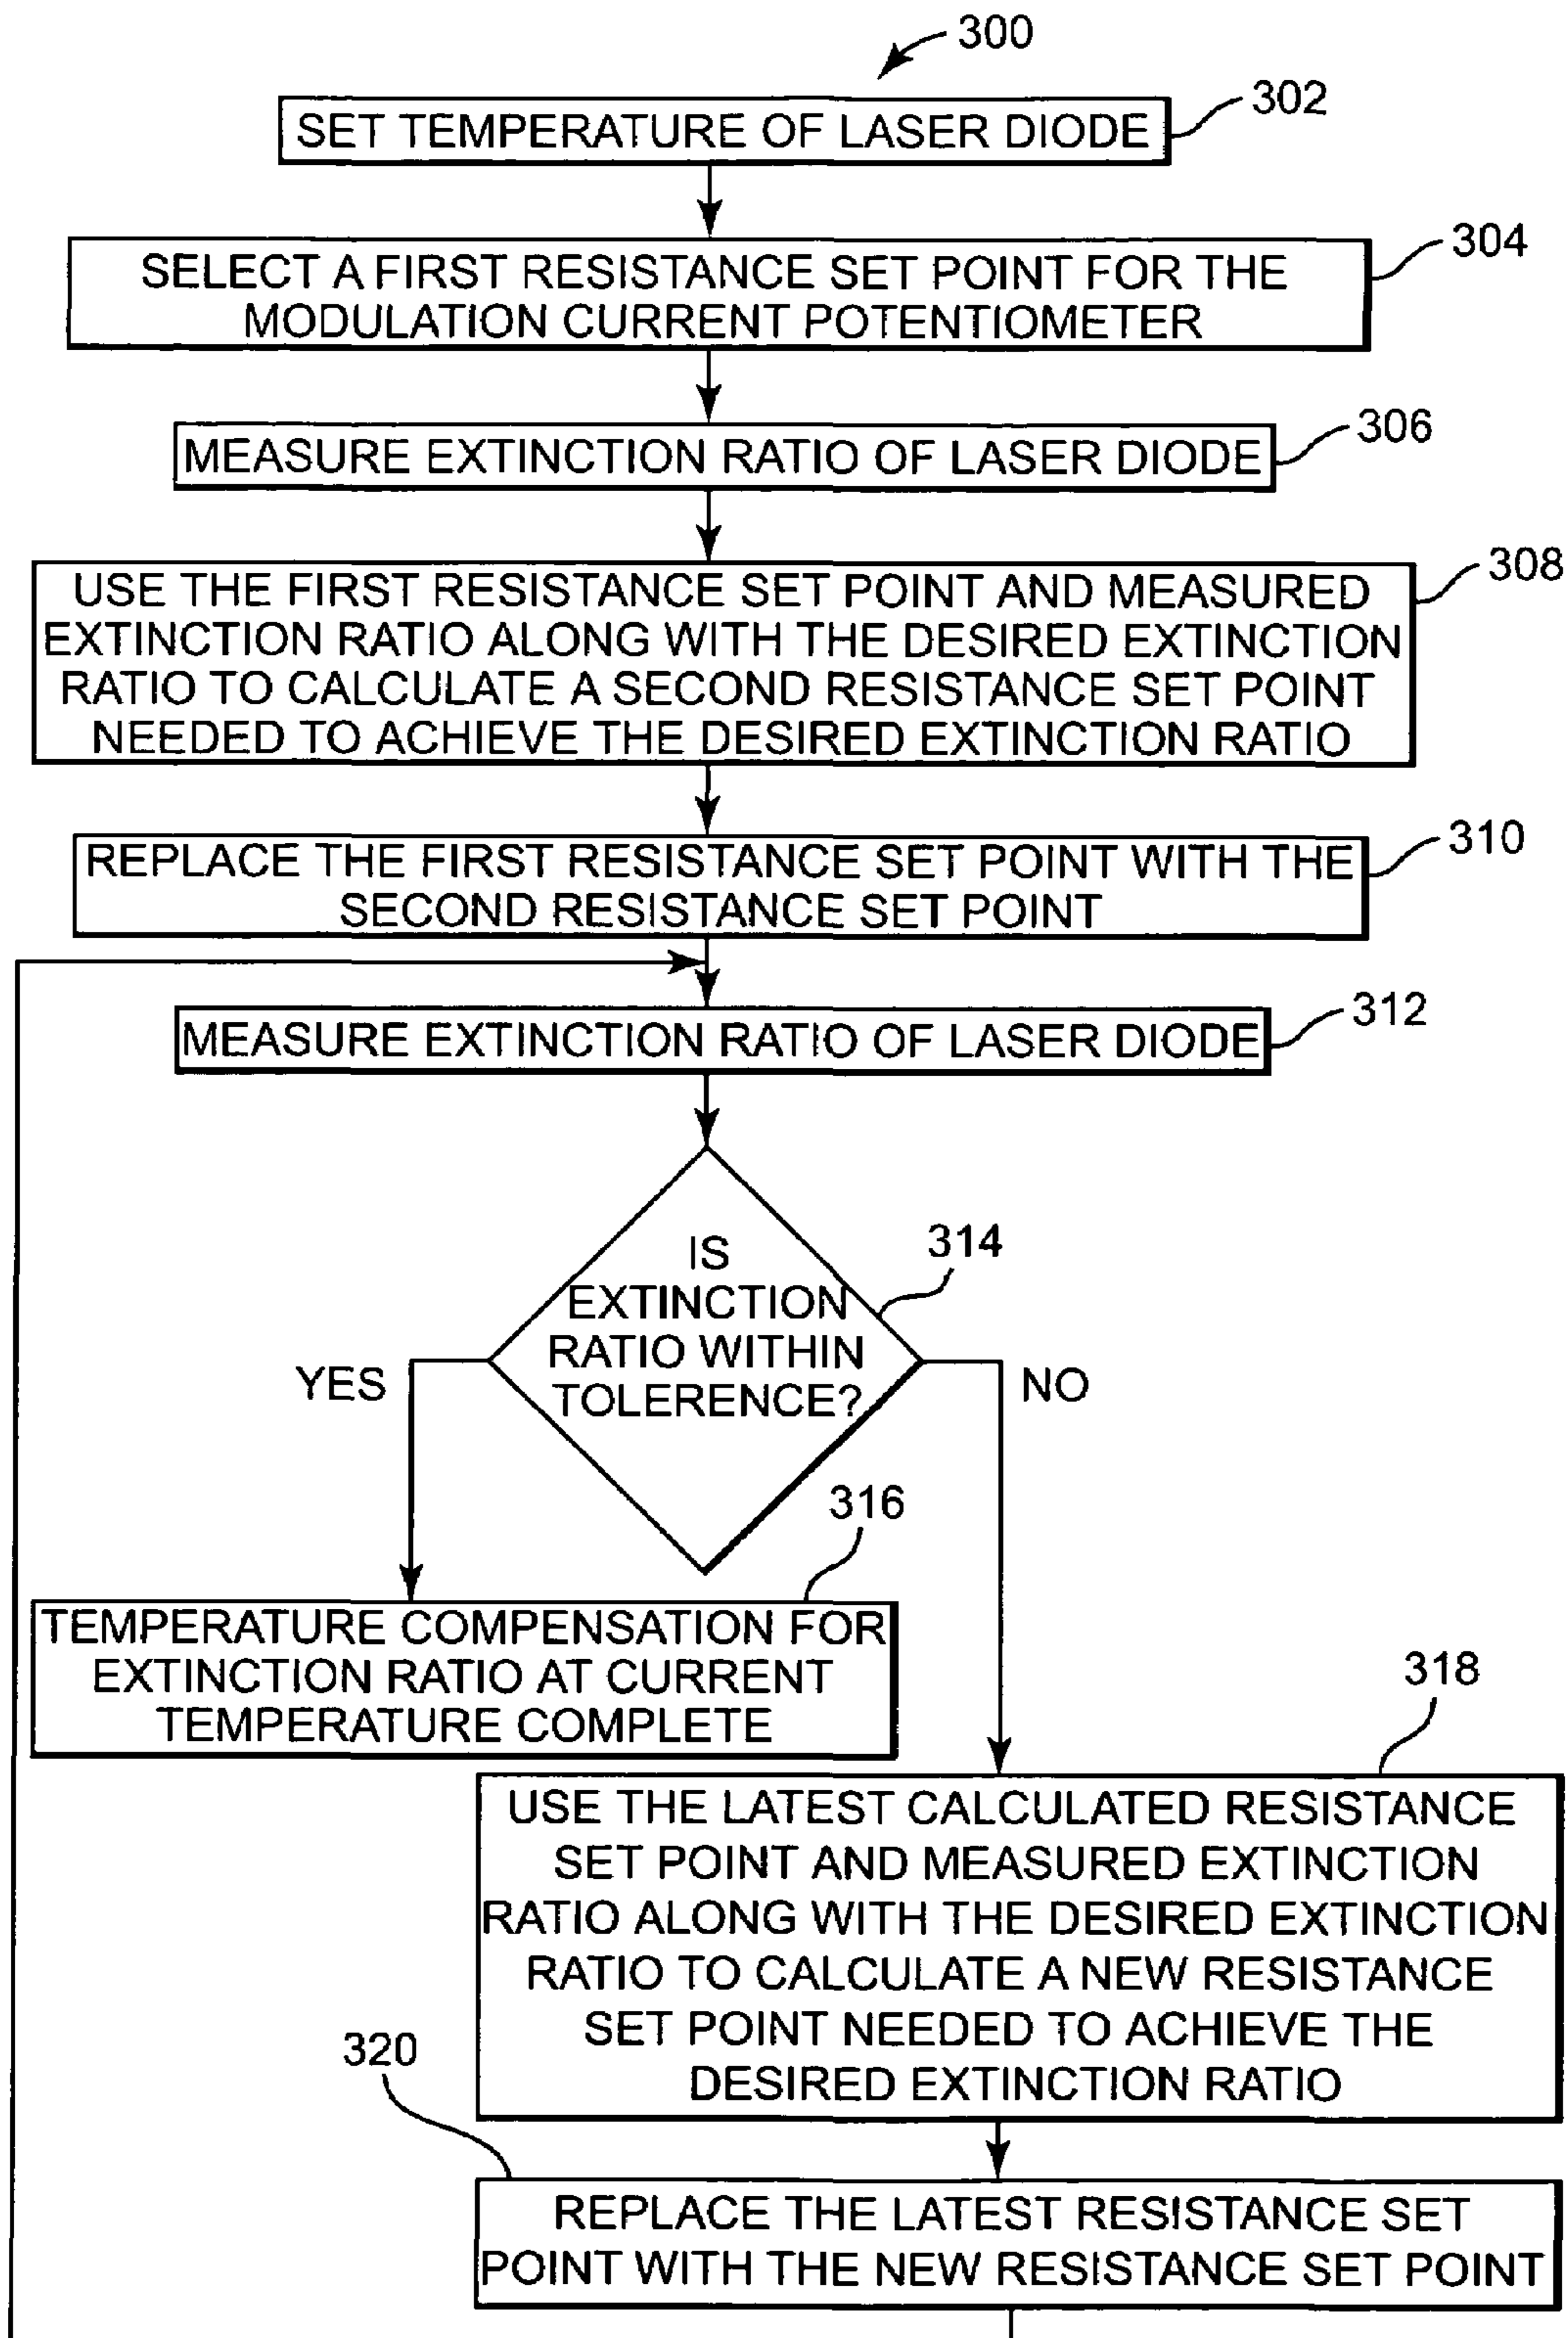 300
SET TEMPERATURE OF LASER DIODE
302
SELECT A FIRST RESISTANCE SET POINT FOR THE
MODULATION CURRENT POTENTIOMETER
304
MEASURE EXTINCTION RATIO OF LASER DIODE
306
USE THE FIRST RESISTANCE SET POINT AND MEASURED
EXTINCTION RATIO ALONG WITH THE DESIRED EXTINCTION
RATIO TO CALCULATE A SECOND RESISTANCE SET POINT
NEEDED TO ACHIEVE THE DESIRED EXTINCTION RATIO
308
REPLACE THE FIRST RESISTANCE SET POINT WITH THE
SECOND RESISTANCE SET POINT
310
MEASURE EXTINCTION RATIO OF LASER DIODE
312
IS
EXTINCTION
RATIO WITHIN
TOLERENCE?
314
YES
NO
316
TEMPERATURE COMPENSATION FOR
EXTINCTION RATIO AT CURRENT
TEMPERATURE COMPLETE
318
USE THE LATEST CALCULATED RESISTANCE
SET POINT AND MEASURED EXTINCTION
RATIO ALONG WITH THE DESIRED EXTINCTION
RATIO TO CALCULATE A NEW RESISTANCE
SET POINT NEEDED TO ACHIEVE THE
DESIRED EXTINCTION RATIO
320
REPLACE THE LATEST RESISTANCE SET
POINT WITH THE NEW RESISTANCE SET POINT